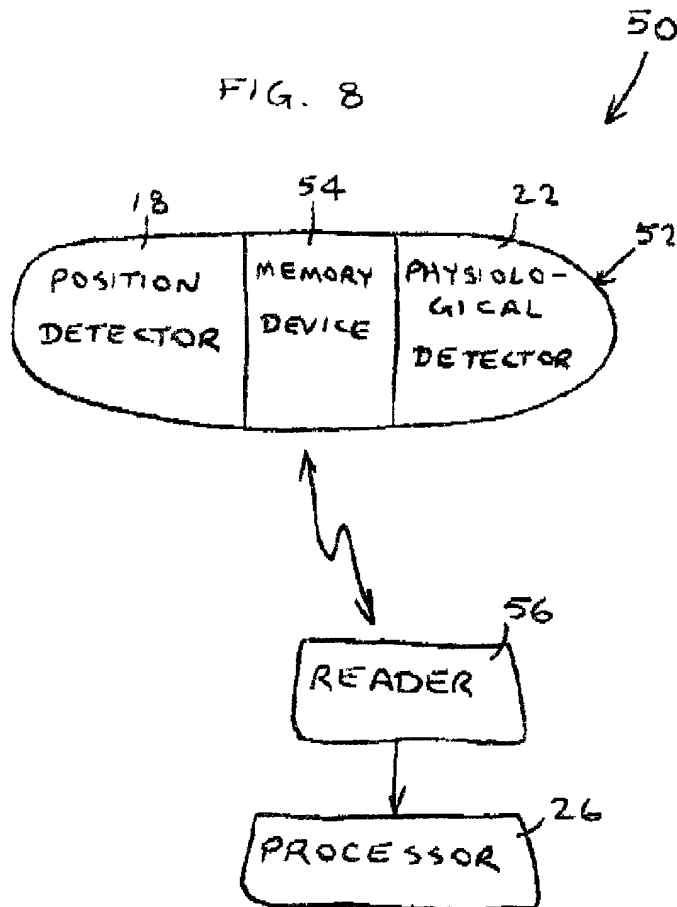 50
FIG. 8
18
54
22
52
POSITION
DETECTOR
MEMORY
DEVICE
PHYSIOLO-
GICAL
DETECTOR
56
READER
26
PROCESSOR